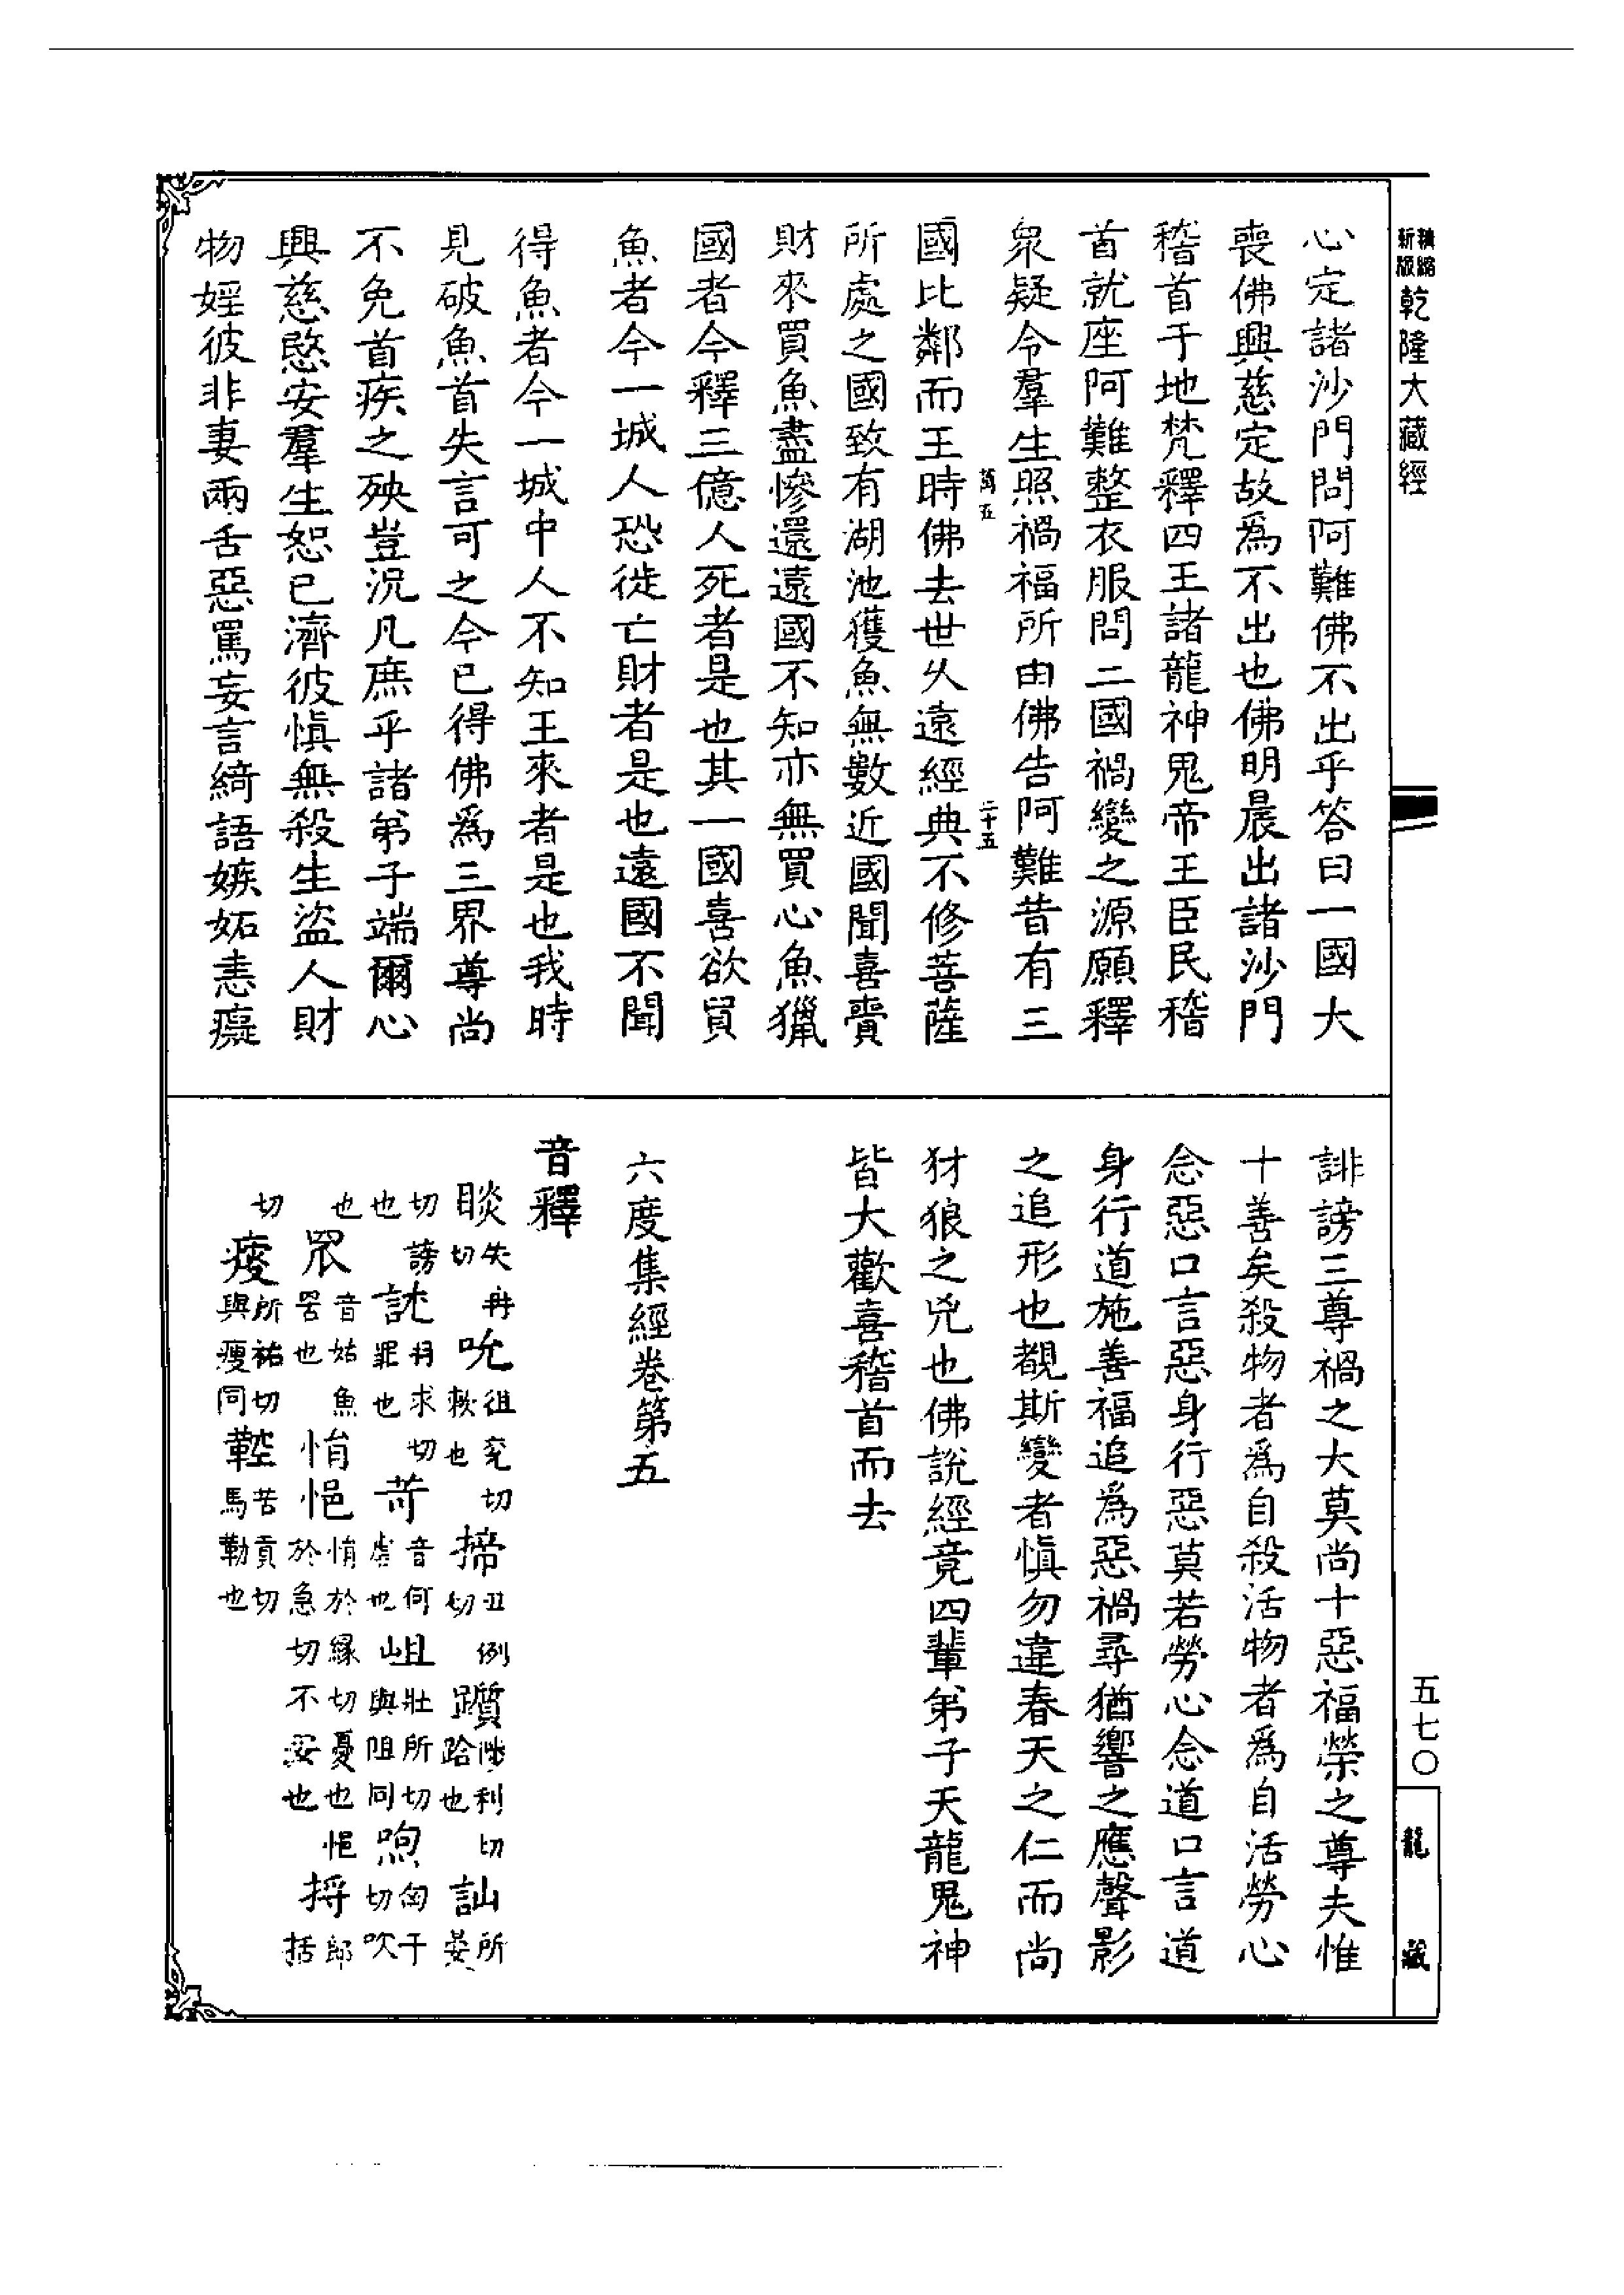 新版精縮乾隆大藏經
心定諸沙門問阿難佛不出乎答曰一國大
喪佛興慈定故爲不出也佛明晨出諸沙門
稽首于地梵釋四王諸龍神鬼帝王臣民稽
首就座阿難整衣服問二國禍變之源願釋
衆疑令羣生照禍福所由佛告阿難昔有三
二十五
國比鄰而王時佛去世久遠經典不修菩薩
所處之國致有湖池獲魚無數近國聞喜賷
財來買魚盡慘還遠國不知亦無買心魚獵
國者今釋三億人死者是也其一國喜欲買
魚者今一城人恐徙亡財者是也遠國不聞
得魚者今一城中人不知王來者是也我時
見破魚首失言可之今已得佛爲三界尊尚
不免首疾之殃豈況凡庶乎諸弟子端爾心
興慈愍安羣生恕己濟彼慎無殺生盜人財
物婬彼非妻兩舌惡罵妄言綺語嫉妬恚癡
誹謗三尊禍之大莫尚十惡福榮之尊夫惟
十善矣殺物者爲自殺活物者爲自活勞心
念惡口言惡身行惡莫若勞心念道口言道
身行道施善福追爲惡禍尋猶響之應聲影
之追形也覩斯變者慎勿違春天之仁而尚
犲狼之兇也佛說經竟四輩弟子天龍鬼神
皆大歡喜稽首而去
六度集經卷第五
音釋
睒失冉切 吮徂兖切軟也 揥丑例切 躓陟利切跲也 訕所晏
切謗也 訧羽求切罪也 苛音何虐也 岨壯所切與阻同 喣匈于切吹
也 罛音姑魚罟也 悁悒悁於緣切憂也悒於急切不安也 捋郎括
切 㾭所祐切與瘦同 鞚苦貢切馬勒也
五七〇
龍藏